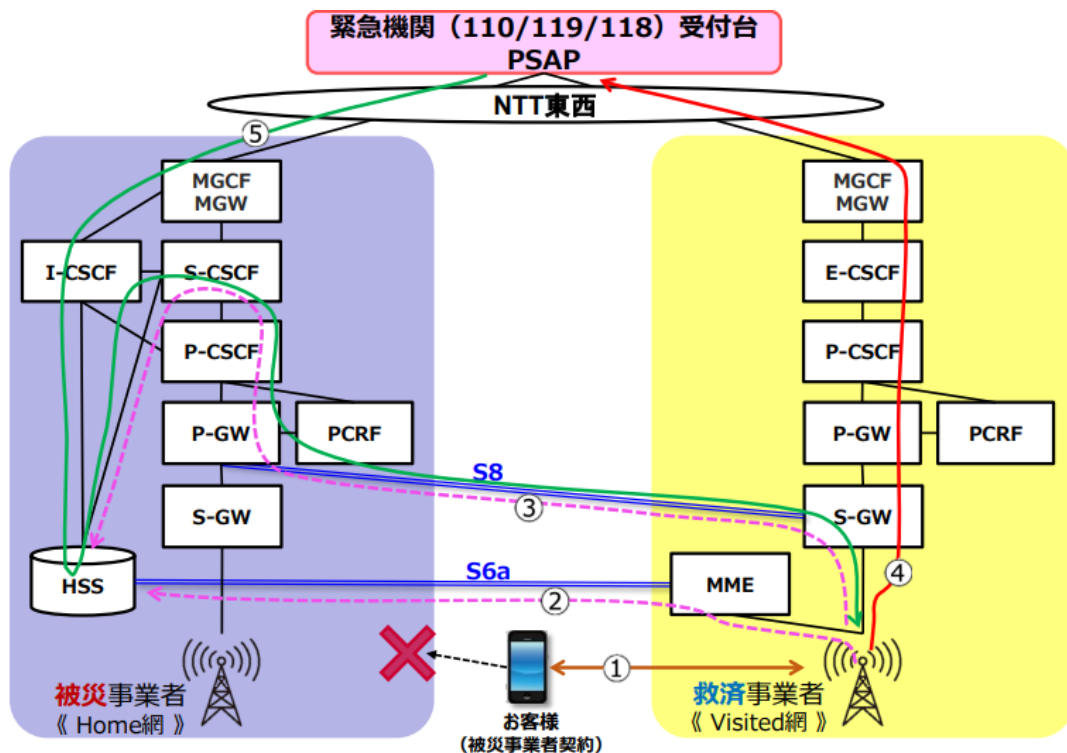 緊急機関（110/119/118）受付台
PSAP
NTT東西
⑤
MGCF
MGW
MGCF
MGW
I-CSCF
S-CSCF
E-CSCF
P-CSCF
P-CSCF
P-GW
PCRF
P-GW
PCRF
S8
③
S-GW
S-GW
HSS
S6a
MME
②
④
①
被災事業者
《 Home網 》
お客様
（被災事業者契約）
救済事業者
《 Visited網 》